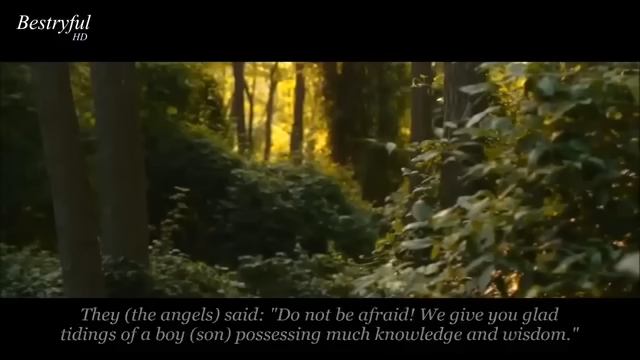 Bestryful
HD
They (the angels) said: "Do not be afraid! We give you glad
tidings of a boy (son) possessing much knowledge and wisdom."